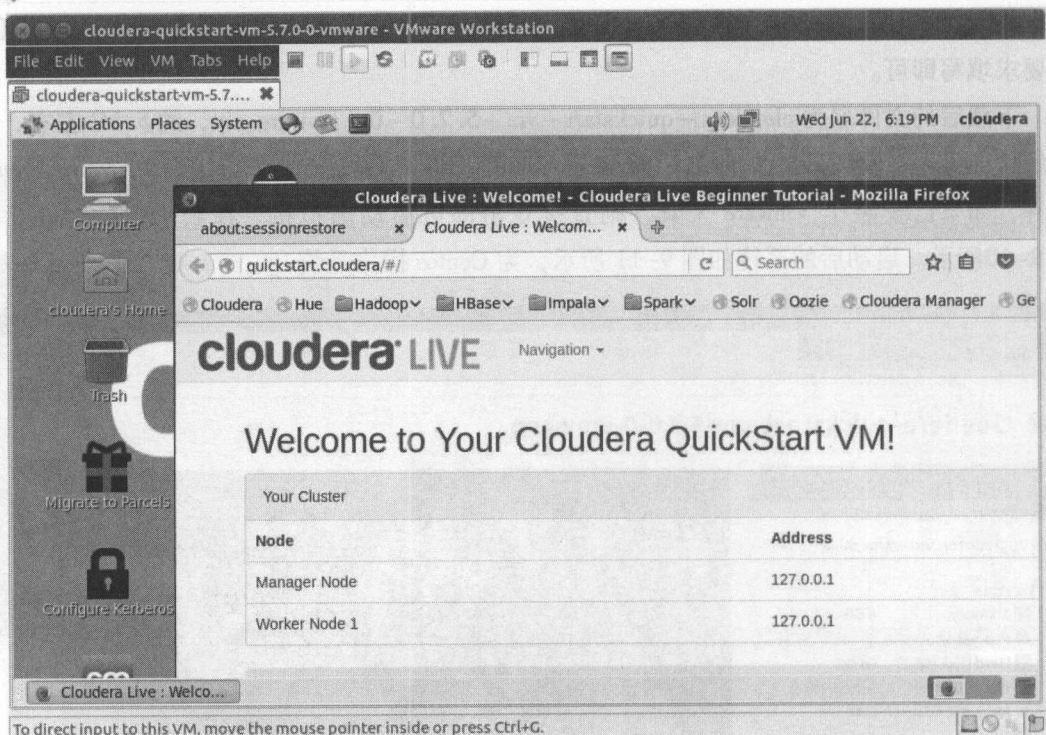 cloudera-quickstart-vm-5.7.0-0-vmware - VMware Workstation
File Edit View VM Tabs Help
cloudera-quickstart-vm-5.7....
Applications Places System
Wed Jun 22, 6:19 PM cloudera
Computer
cloudera's Home
Trash
Migrate to Parcels
Configure Kerberos
Cloudera Live : Welcome! - Cloudera Live Beginner Tutorial - Mozilla Firefox
about:sessionrestore
Cloudera Live : Welcom...
quickstart.cloudera/#/
Search
Cloudera Hue Hadoop HBase Impala Spark Solr Oozie Cloudera Manager Ge
cloudera LIVE Navigation
Welcome to Your Cloudera QuickStart VM!
Your Cluster
Node Address
Manager Node 127.0.0.1
Worker Node 1 127.0.0.1
Cloudera Live : Welco...
To direct input to this VM, move the mouse pointer inside or press Ctrl+G.